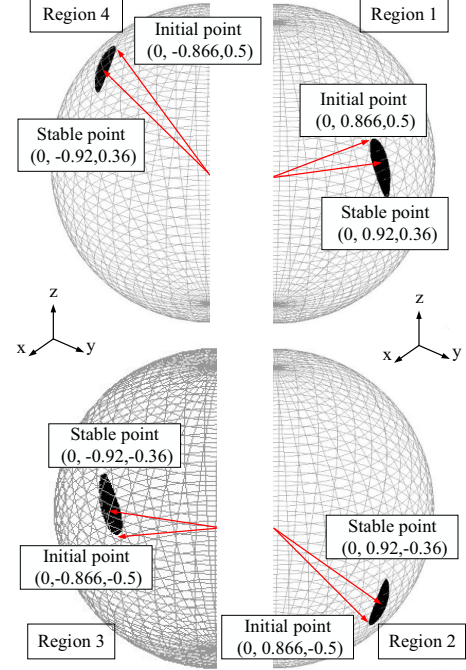 Region 4
Initial point
(0, -0.866,0.5)
Stable point
(0, -0.92,0.36)
Region 1
Initial point
(0, 0.866,0.5)
Stable point
(0, 0.92,0.36)
z
x
y
z
x
y
Stable point
(0, -0.92,-0.36)
Initial point
(0,-0.866,-0.5)
Region 3
Stable point
(0, 0.92,-0.36)
Initial point
(0, 0.866,-0.5)
Region 2